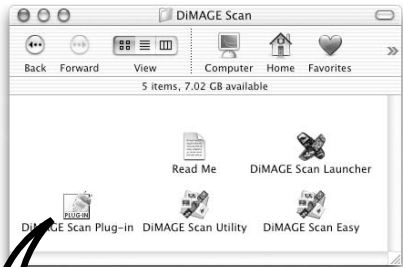 DiMAGE Scan
Back Forward View Computer Home Favorites
5 items, 7.02 GB available
Read Me DiMAGE Scan Launcher
PLUG-IN
DiMAGE Scan Plug-in DiMAGE Scan Utility DiMAGE Scan Easy